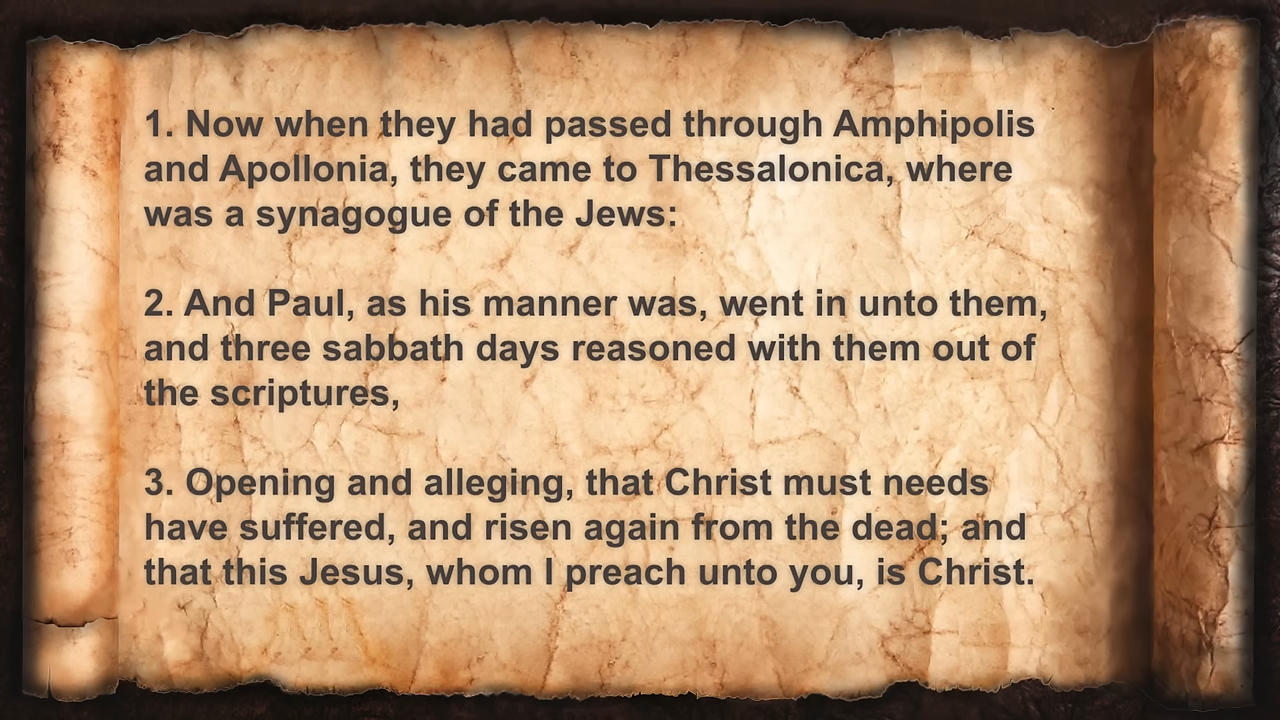 1. Now when they had passed through Amphipolis
and Apollonia, they came to Thessalonica, where
was a synagogue of the Jews:
2. And Paul, as his manner was, went in unto them,
and three sabbath days reasoned with them out of
the scriptures,
3. Opening and alleging, that Christ must needs
have suffered, and risen again from the dead; and
that this Jesus, whom I preach unto you, is Christ.